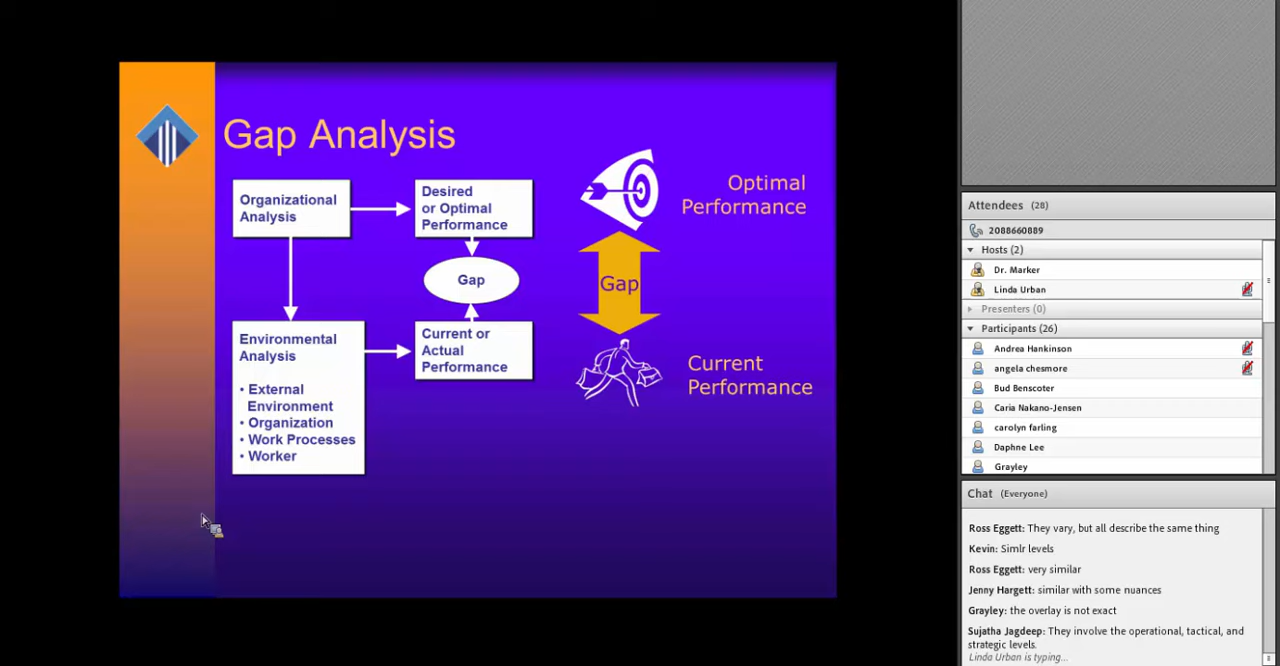 Gap Analysis
Organizational
Analysis
Desired
or Optimal
Performance
Gap
Environmental
Analysis
• External
Environment
• Organization
• Work Processes
• Worker
Current or
Actual
Performance
Optimal
Performance
Gap
Current
Performance
Attendees (28)
2088660889
Hosts (2)
Dr. Marker
Linda Urban
Presenters (0)
Participants (26)
Andrea Hankinson
angela chesmore
Bud Benscoter
Caria Nakano-Jensen
carolyn farling
Daphne Lee
Grayley
Chat (Everyone)
Ross Eggett: They vary, but all describe the same thing
Kevin: Simlr levels
Ross Eggett: very similar
Jenny Hargett: similar with some nuances
Grayley: the overlay is not exact
Sujatha Jagdeep: They involve the operational, tactical, and
strategic levels.
Linda Urban is typing...